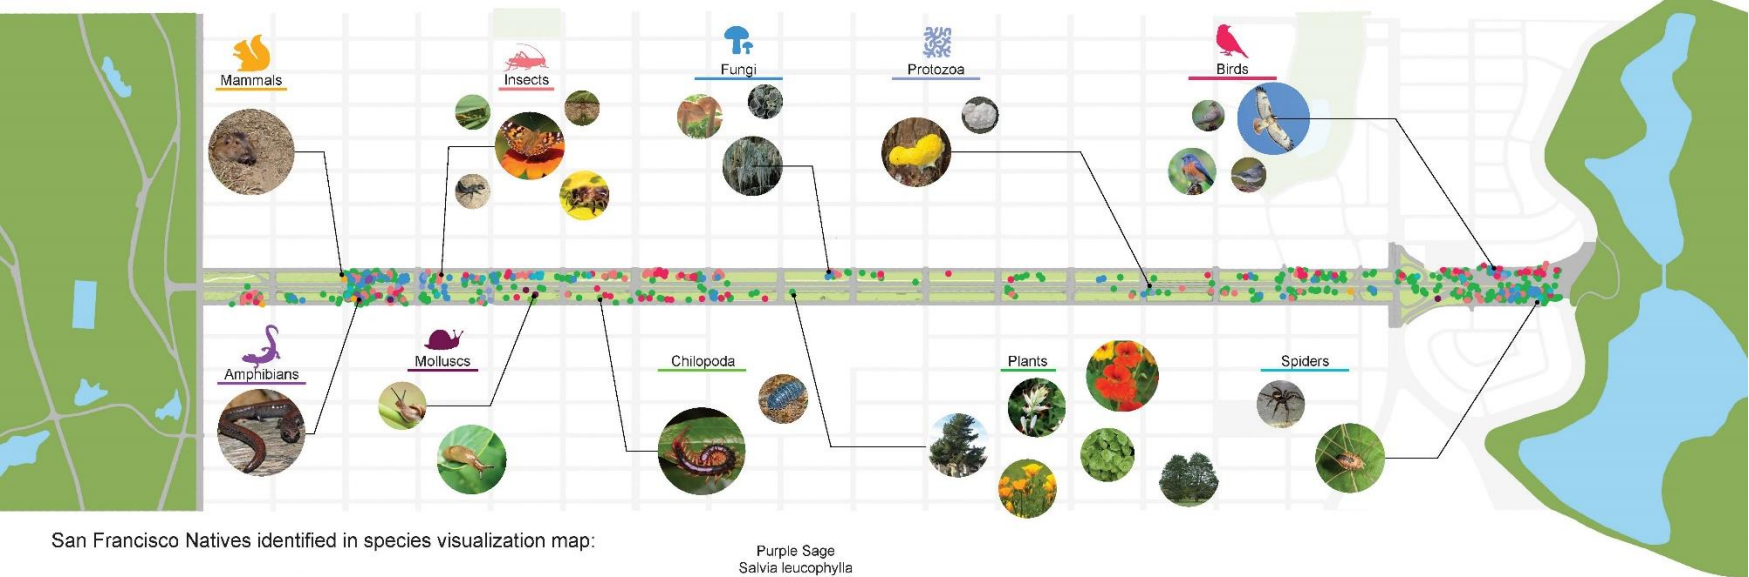 Mammals
Insects
Fungi
Protozoa
Birds
Amphibians
Molluscs
Chilopoda
Plants
Spiders
San Francisco Natives identified in species visualization map:
Purple Sage
Salvia leucophylla